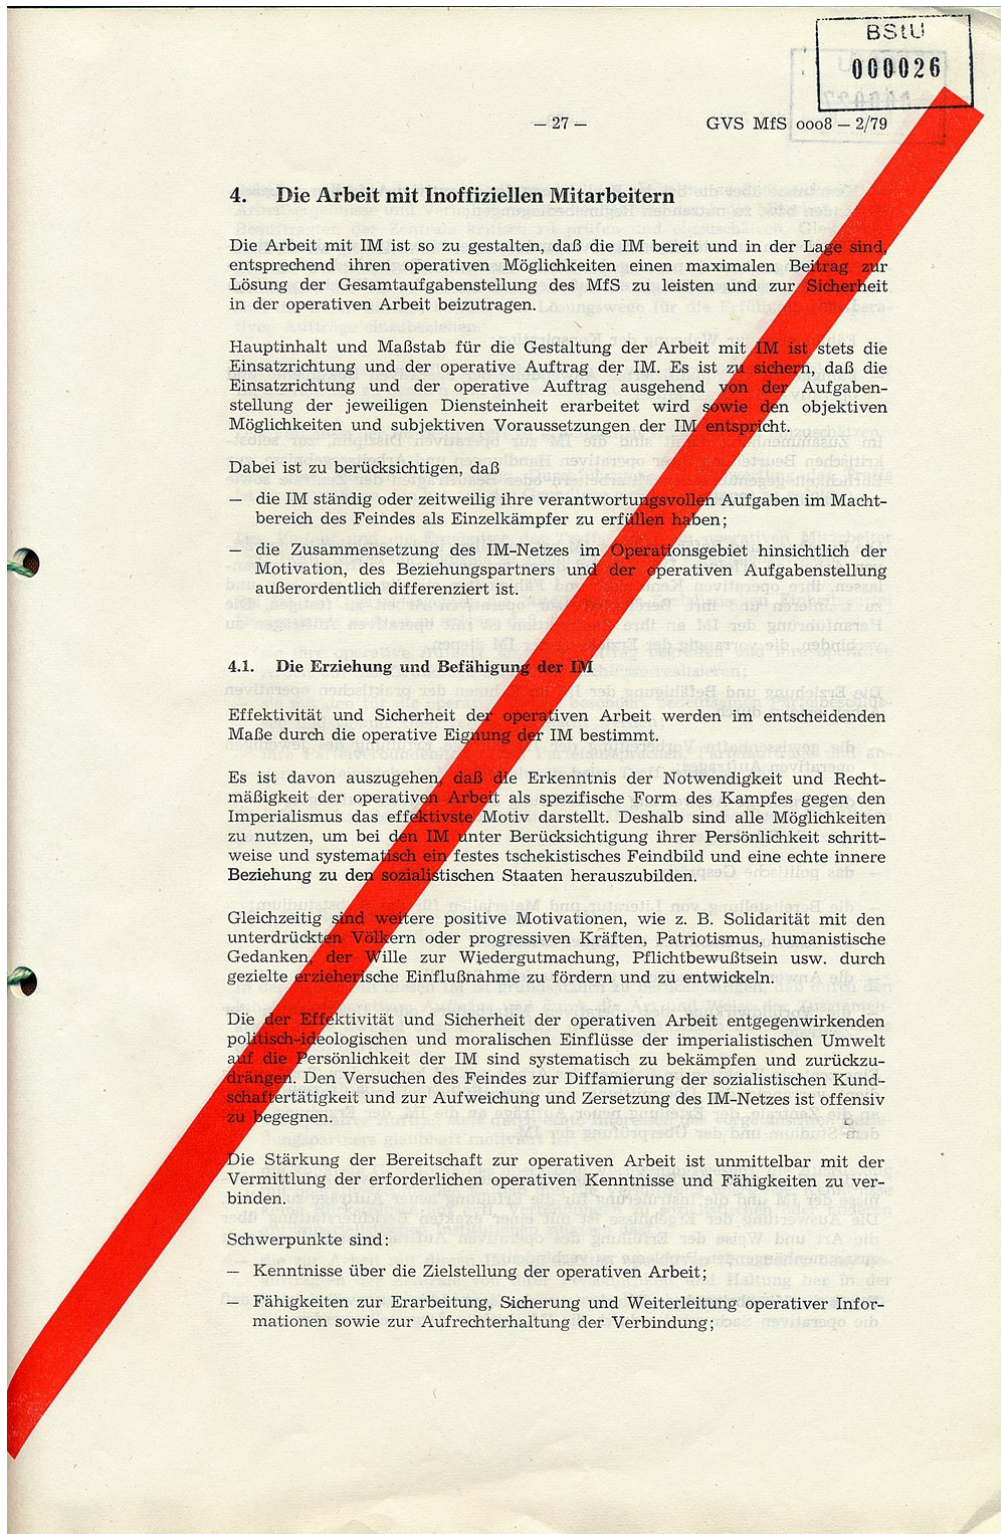 BStU
000026
— 27 —
GVS MfS ooo8 — 2/79
4. Die Arbeit mit Inoffiziellen Mitarbeitern
Die Arbeit mit IM ist so zu gestalten, daß die IM bereit und in der Lage sind,
entsprechend ihren operativen Möglichkeiten einen maximalen Beitrag zur
Lösung der Gesamtaufgabenstellung des MfS zu leisten und zur Sicherheit
in der operativen Arbeit beizutragen.
Hauptinhalt und Maßstab für die Gestaltung der Arbeit mit IM ist stets die
Einsatzrichtung und der operative Auftrag der IM. Es ist zu sichern, daß die
Einsatzrichtung und der operative Auftrag ausgehend von der Aufgaben-
stellung der jeweiligen Diensteinheit erarbeitet wird sowie den objektiven
Möglichkeiten und subjektiven Voraussetzungen der IM entspricht.
Dabei ist zu berücksichtigen, daß
— die IM ständig oder zeitweilig ihre verantwortungsvollen Aufgaben im Macht-
bereich des Feindes als Einzelkämpfer zu erfüllen haben;
— die Zusammensetzung des IM-Netzes im Operationsgebiet hinsichtlich der
Motivation, des Beziehungspartners und der operativen Aufgabenstellung
außerordentlich differenziert ist.
4.1. Die Erziehung und Befähigung der IM
Effektivität und Sicherheit der operativen Arbeit werden im entscheidenden
Maße durch die operative Eignung der IM bestimmt.
Es ist davon auszugehen, daß die Erkenntnis der Notwendigkeit und Recht-
mäßigkeit der operativen Arbeit als spezifische Form des Kampfes gegen den
Imperialismus das effektivste Motiv darstellt. Deshalb sind alle Möglichkeiten
zu nutzen, um bei den IM unter Berücksichtigung ihrer Persönlichkeit schritt-
weise und systematisch ein festes tschekistisches Feindbild und eine echte innere
Beziehung zu den sozialistischen Staaten herauszubilden.
Gleichzeitig sind weitere positive Motivationen, wie z. B. Solidarität mit den
unterdrückten Völkern oder progressiven Kräften, Patriotismus, humanistische
Gedanken, der Wille zur Wiedergutmachung, Pflichtbewußtsein usw. durch
gezielte erzieherische Einflußnahme zu fördern und zu entwickeln.
Die der Effektivität und Sicherheit der operativen Arbeit entgegenwirkenden
politisch-ideologischen und moralischen Einflüsse der imperialistischen Umwelt
auf die Persönlichkeit der IM sind systematisch zu bekämpfen und zurückzu-
drängen. Den Versuchen des Feindes zur Diffamierung der sozialistischen Kund-
schaftertätigkeit und zur Aufweichung und Zersetzung des IM-Netzes ist offensiv
zu begegnen.
Die Stärkung der Bereitschaft zur operativen Arbeit ist unmittelbar mit der
Vermittlung der erforderlichen operativen Kenntnisse und Fähigkeiten zu ver-
binden.
Schwerpunkte sind:
— Kenntnisse über die Zielstellung der operativen Arbeit;
— Fähigkeiten zur Erarbeitung, Sicherung und Weiterleitung operativer Infor-
mationen sowie zur Aufrechterhaltung der Verbindung;